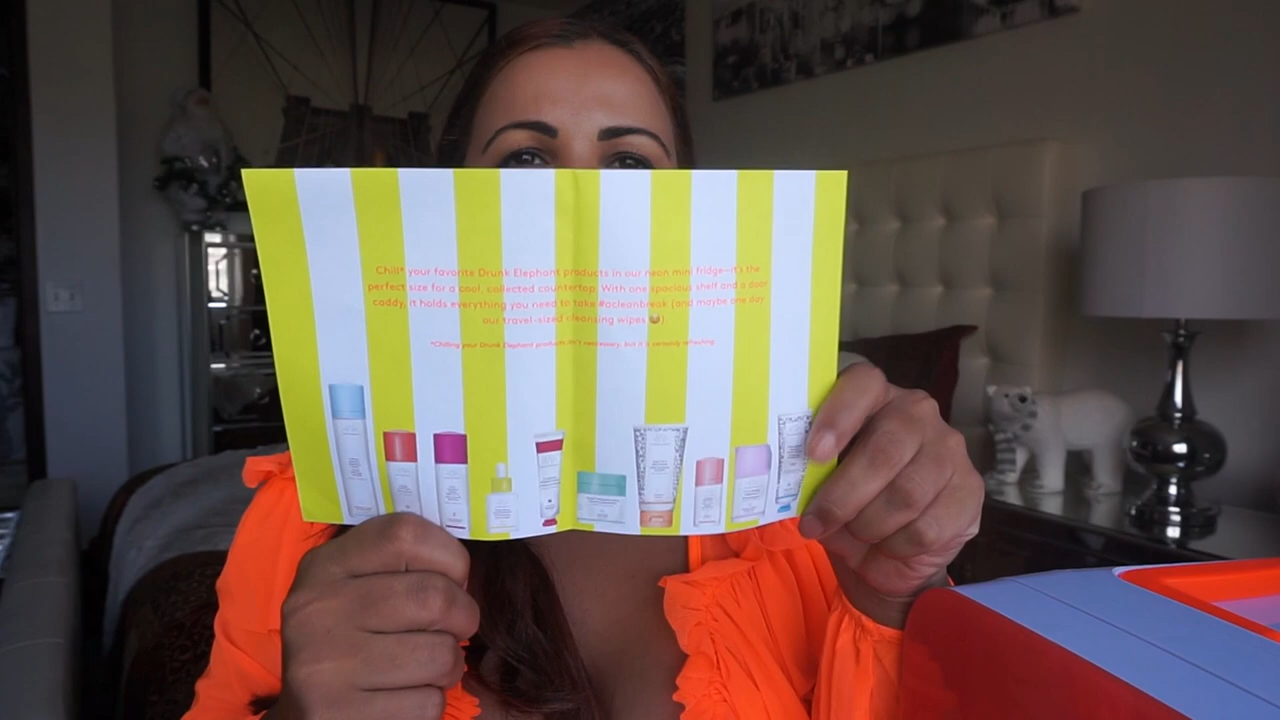 Chill* your favorite Drunk Elephant products in our neon mini fridge—it's the
perfect size for a cool, collected countertop. With one spacious shelf and a door
caddy, it holds everything you need to take #acleanbreak (and maybe one day
our travel-sized cleansing wipes 😉).
*Chilling your Drunk Elephant products isn't necessary, but it is certainly refreshing.